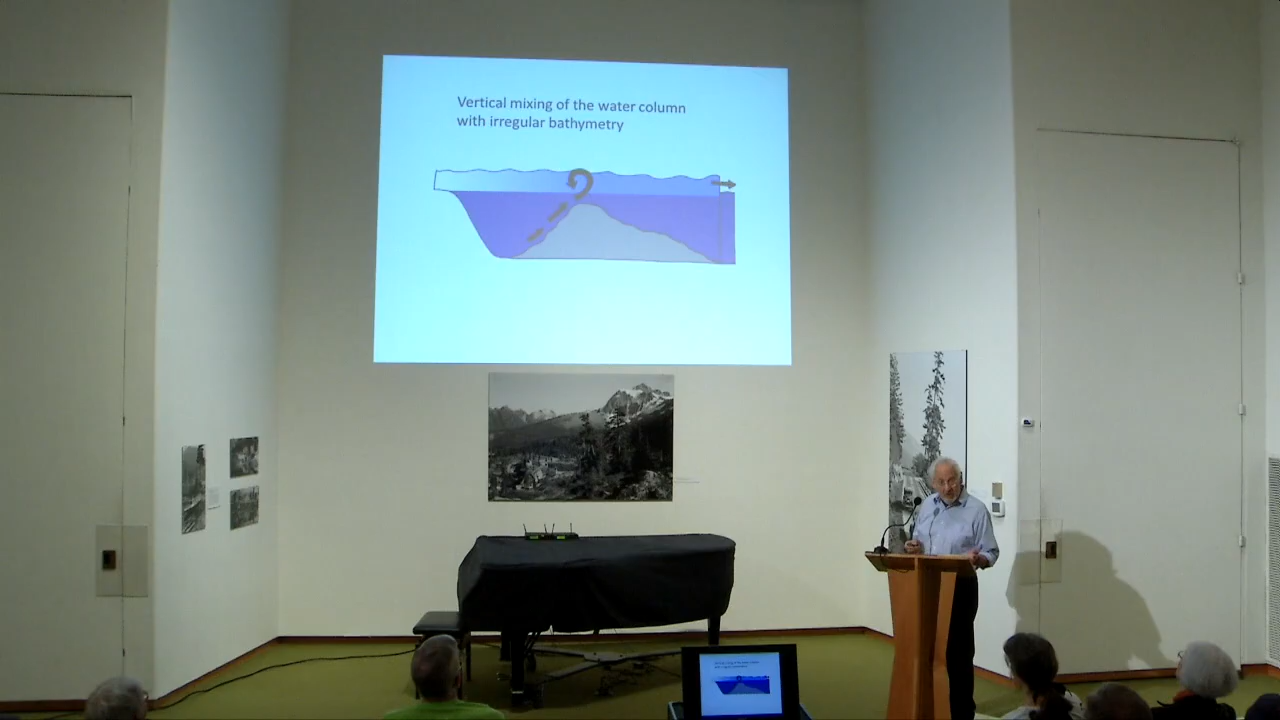 Vertical mixing of the water column
with irregular bathymetry